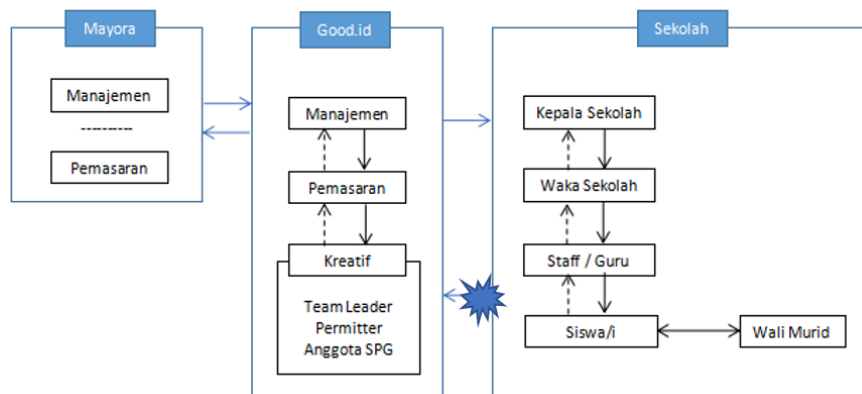 Mayora
Manajemen
----------
Pemasaran
Good.id
Manajemen
Pemasaran
Kreatif
Team Leader
Permitter
Anggota SPG
Sekolah
Kepala Sekolah
Waka Sekolah
Staff / Guru
Siswa/i
Wali Murid